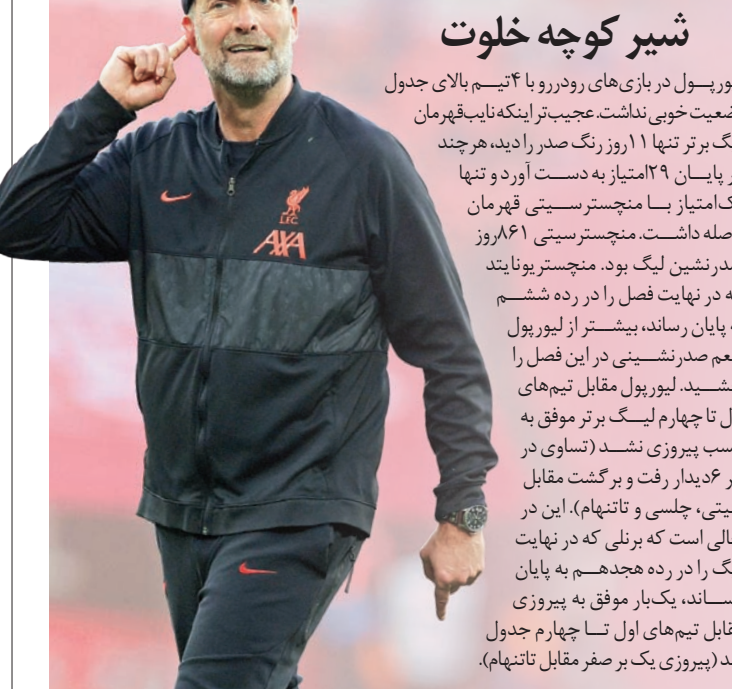 شیر کوچه خلوت
ورپول در بازی‌های رودررو با ۴تیم بالای جدول
ضعیت خوبی نداشت. عجیب‌تر اینکه نایب‌قهرمان
گ برتر تنها ۱۱روز رنگ صدر را دید، هرچند
ر پایان ۲۹امتیاز به دست آورد و تنها
ک‌امتیاز با منچسترسیتی قهرمان
صله داشت. منچسترسیتی ۸۶۱روز
درنشین لیگ بود. منچستریونایتد
ه در نهایت فصل را در رده ششم
ه پایان رساند، بیشتر از لیورپول
عم صدرنشینی در این فصل را
شید. لیورپول مقابل تیم‌های
ل تا چهارم لیگ برتر موفق به
سب پیروزی نشد (تساوی در
ر ۶دیدار رفت و برگشت مقابل
یتی، چلسی و تاتنهام). این در
الی است که برنلی که در نهایت
گ را در رده هجدهم به پایان
ساند، یک‌بار موفق به پیروزی
قابل تیم‌های اول تا چهارم جدول
د (پیروزی یک بر صفر مقابل تاتنهام).
LFC
AXA